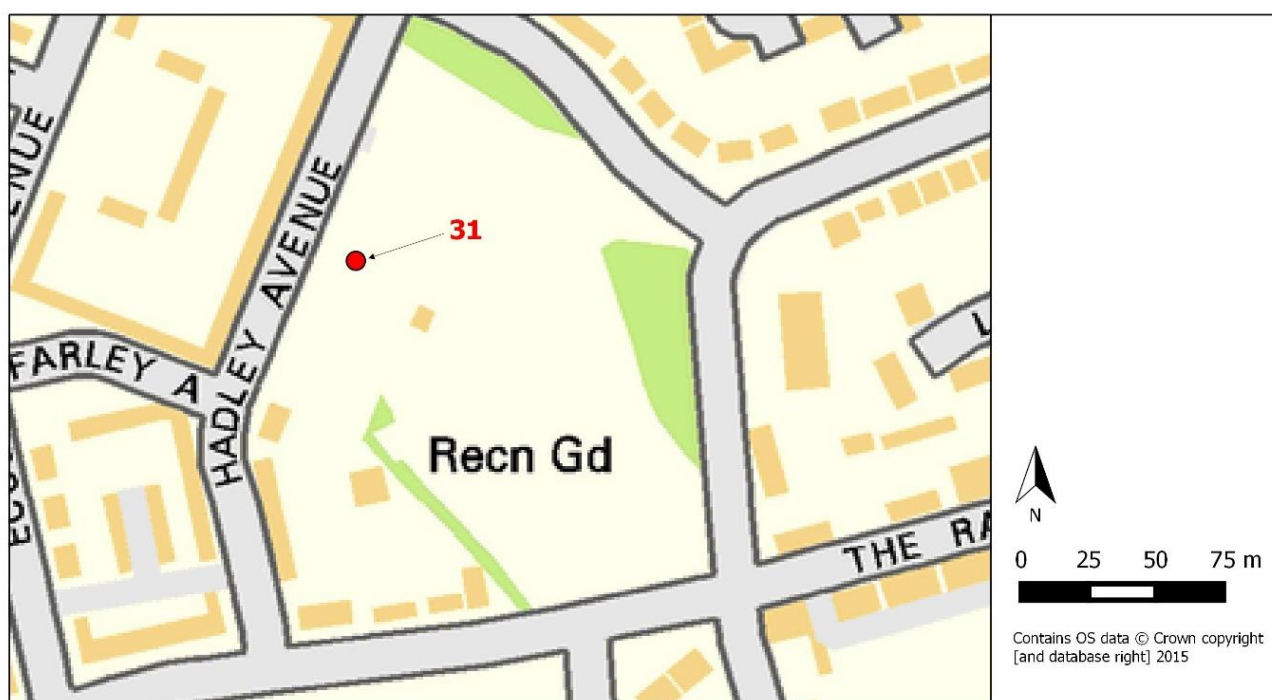 ENUE
HADLEY AVENUE
31
FARLEY A
Recn Gd
THE RA
N
0 25 50 75 m
Contains OS data © Crown copyright
[and database right] 2015